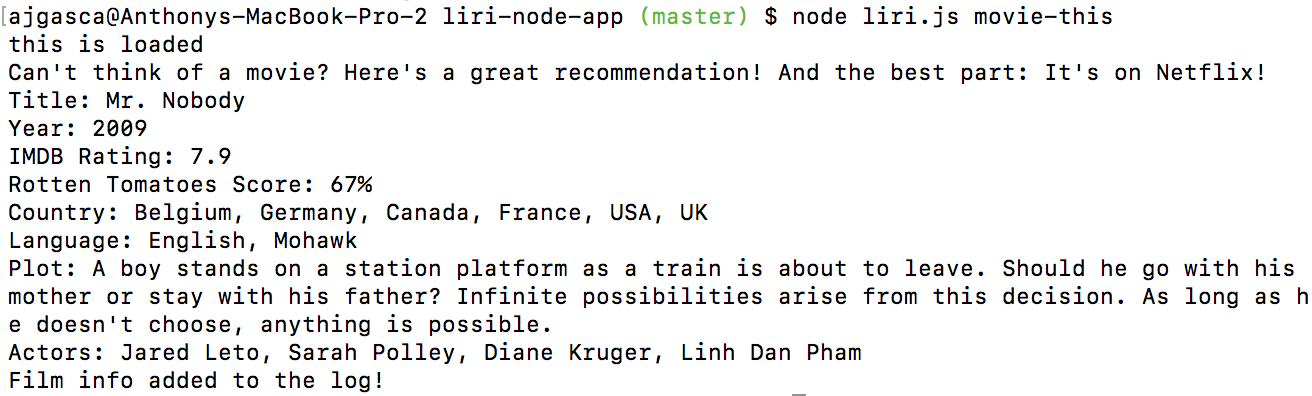 [ajgasca@Anthonys-MacBook-Pro-2 liri-node-app (master) $ node liri.js movie-this
this is loaded
Can't think of a movie? Here's a great recommendation! And the best part: It's on Netflix!
Title: Mr. Nobody
Year: 2009
IMDB Rating: 7.9
Rotten Tomatoes Score: 67%
Country: Belgium, Germany, Canada, France, USA, UK
Language: English, Mohawk
Plot: A boy stands on a station platform as a train is about to leave. Should he go with his
mother or stay with his father? Infinite possibilities arise from this decision. As long as h
e doesn't choose, anything is possible.
Actors: Jared Leto, Sarah Polley, Diane Kruger, Linh Dan Pham
Film info added to the log!